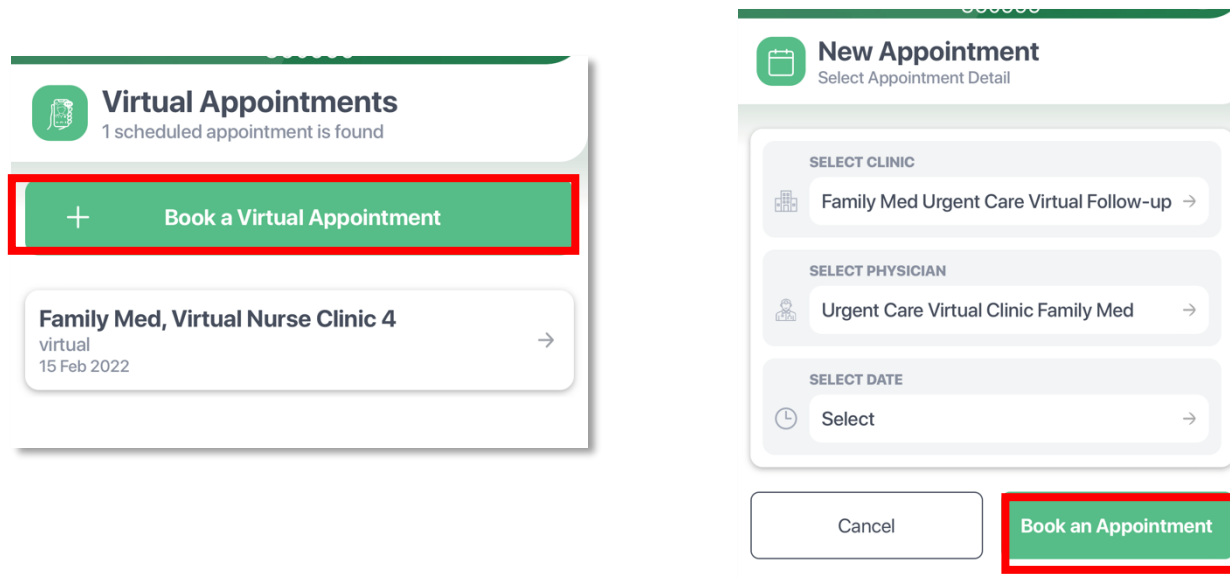 Virtual Appointments
1 scheduled appointment is found
Book a Virtual Appointment
Family Med, Virtual Nurse Clinic 4
virtual
15 Feb 2022
New Appointment
Select Appointment Detail
SELECT CLINIC
Family Med Urgent Care Virtual Follow-up
SELECT PHYSICIAN
Urgent Care Virtual Clinic Family Med
SELECT DATE
Select
Cancel
Book an Appointment